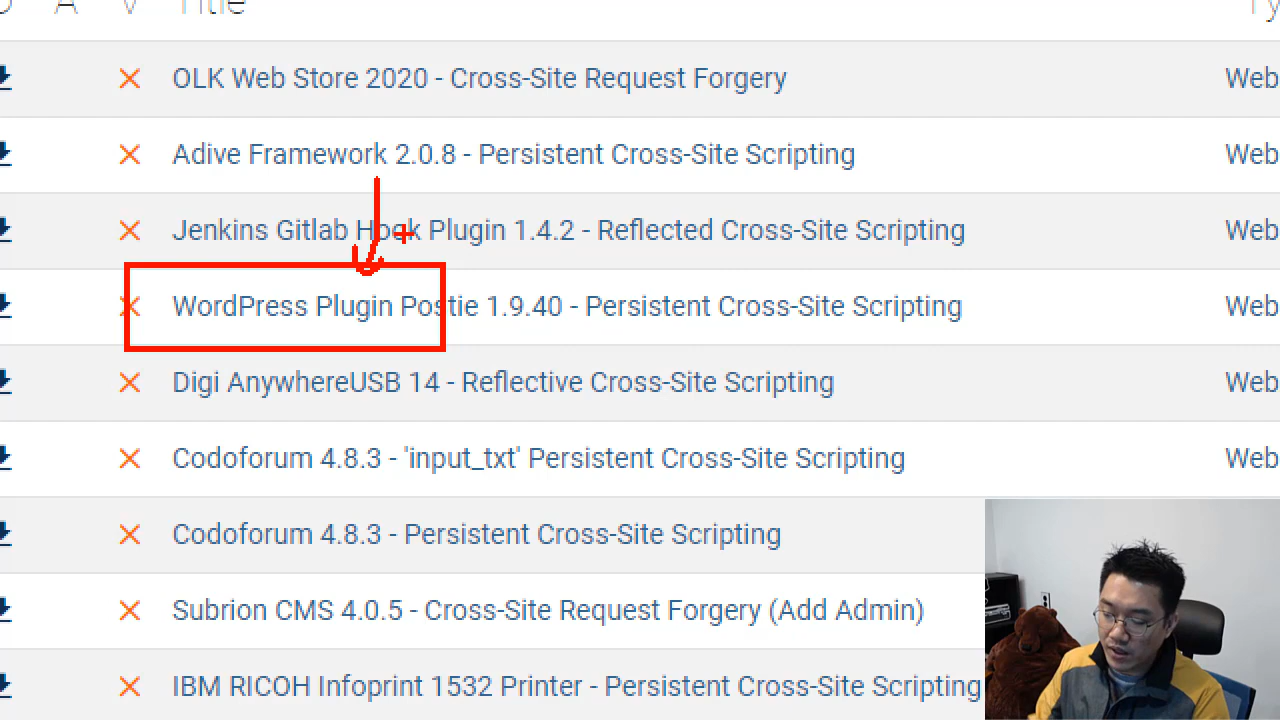 Title
OLK Web Store 2020 - Cross-Site Request Forgery Web
Adive Framework 2.0.8 - Persistent Cross-Site Scripting Web
Jenkins Gitlab Hook Plugin 1.4.2 - Reflected Cross-Site Scripting Web
WordPress Plugin Postie 1.9.40 - Persistent Cross-Site Scripting Web
Digi AnywhereUSB 14 - Reflective Cross-Site Scripting Web
Codoforum 4.8.3 - 'input_txt' Persistent Cross-Site Scripting Web
Codoforum 4.8.3 - Persistent Cross-Site Scripting
Subrion CMS 4.0.5 - Cross-Site Request Forgery (Add Admin)
IBM RICOH Infoprint 1532 Printer - Persistent Cross-Site Scripting